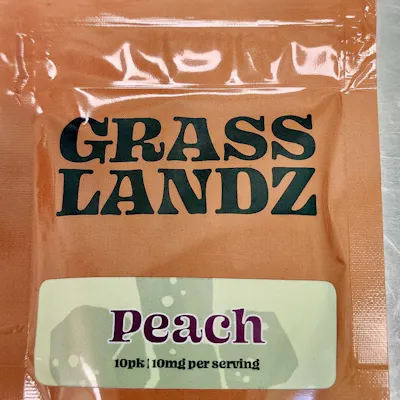 GRASS
LANDZ
Peach
10pk | 10mg per serving